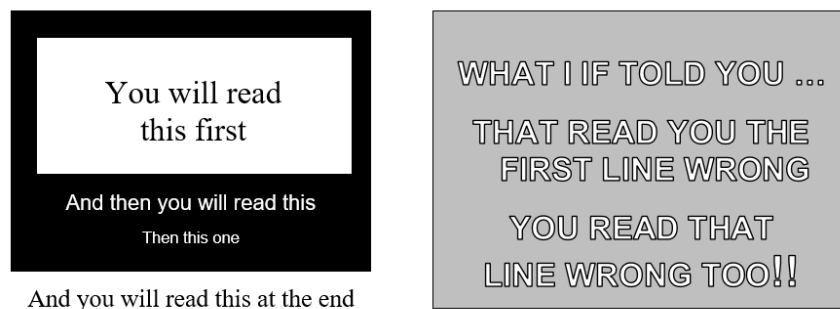 You will read
this first
And then you will read this
Then this one
And you will read this at the end
WHAT I IF TOLD YOU ...
THAT READ YOU THE
FIRST LINE WRONG
YOU READ THAT
LINE WRONG TOO!!